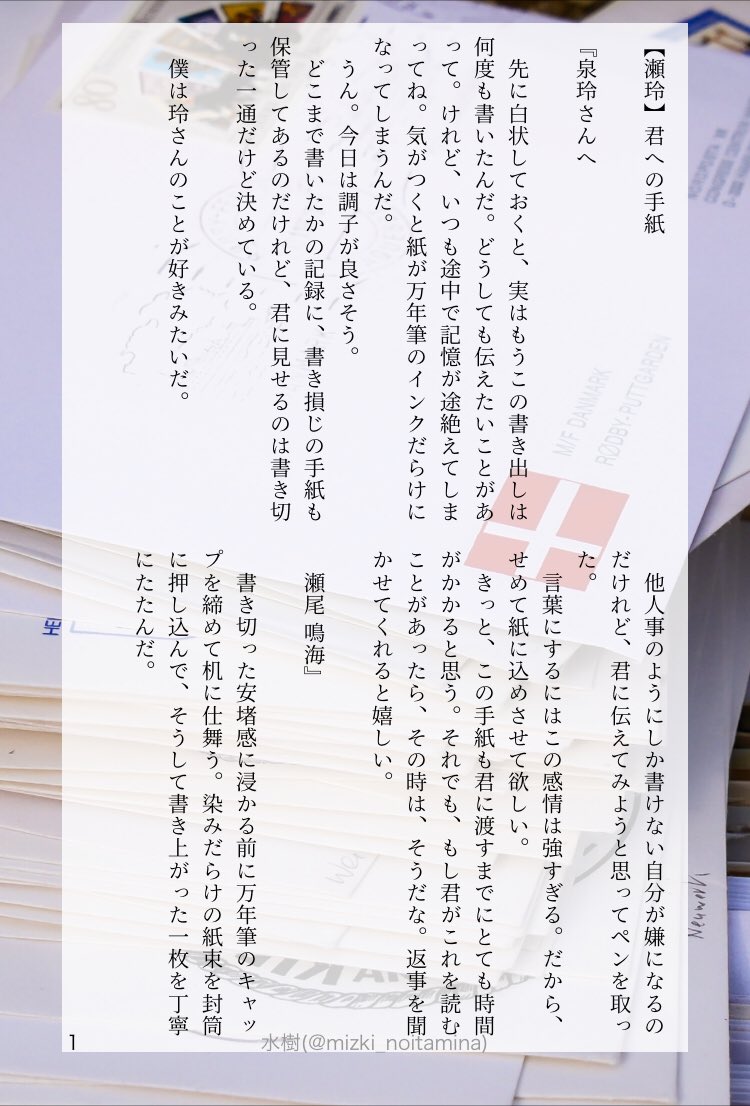 【瀬玲】君への手紙
『泉玲さんへ
先に白状しておくと、実はもうこの書き出しは
何度も書いたんだ。どうしても伝えたいことがあ
って。けれど、いつも途中で記憶が途絶えてしま
ってね。気がつくと紙が万年筆のインクだらけに
なってしまうんだ。
うん。今日は調子が良さそう。
どこまで書いたかの記録に、書き損じの手紙も
保管してあるのだけれど、君に見せるのは書き切
った一通だけど決めている。
僕は玲さんのことが好きみたいだ。
他人事のようにしか書けない自分が嫌になるの
だけれど、君に伝えてみようと思ってペンを取っ
た。
言葉にするにはこの感情は強すぎる。だから、
せめて紙に込めさせて欲しい。
きっと、この手紙も君に渡すまでにとても時間
がかかると思う。それでも、もし君がこれを読む
ことがあったら、その時は、そうだな。返事を聞
かせてくれると嬉しい。
瀬尾 鳴海』
書き切った安堵感に浸かる前に万年筆のキャッ
プを締めて机に仕舞う。染みだらけの紙束を封筒
に押し込んで、そうして書き上がった一枚を丁寧
にたたんだ。
1
水樹(@mizki_noitamina)
M/F DANMARK
RØDBY-PUTTGARDEN
80